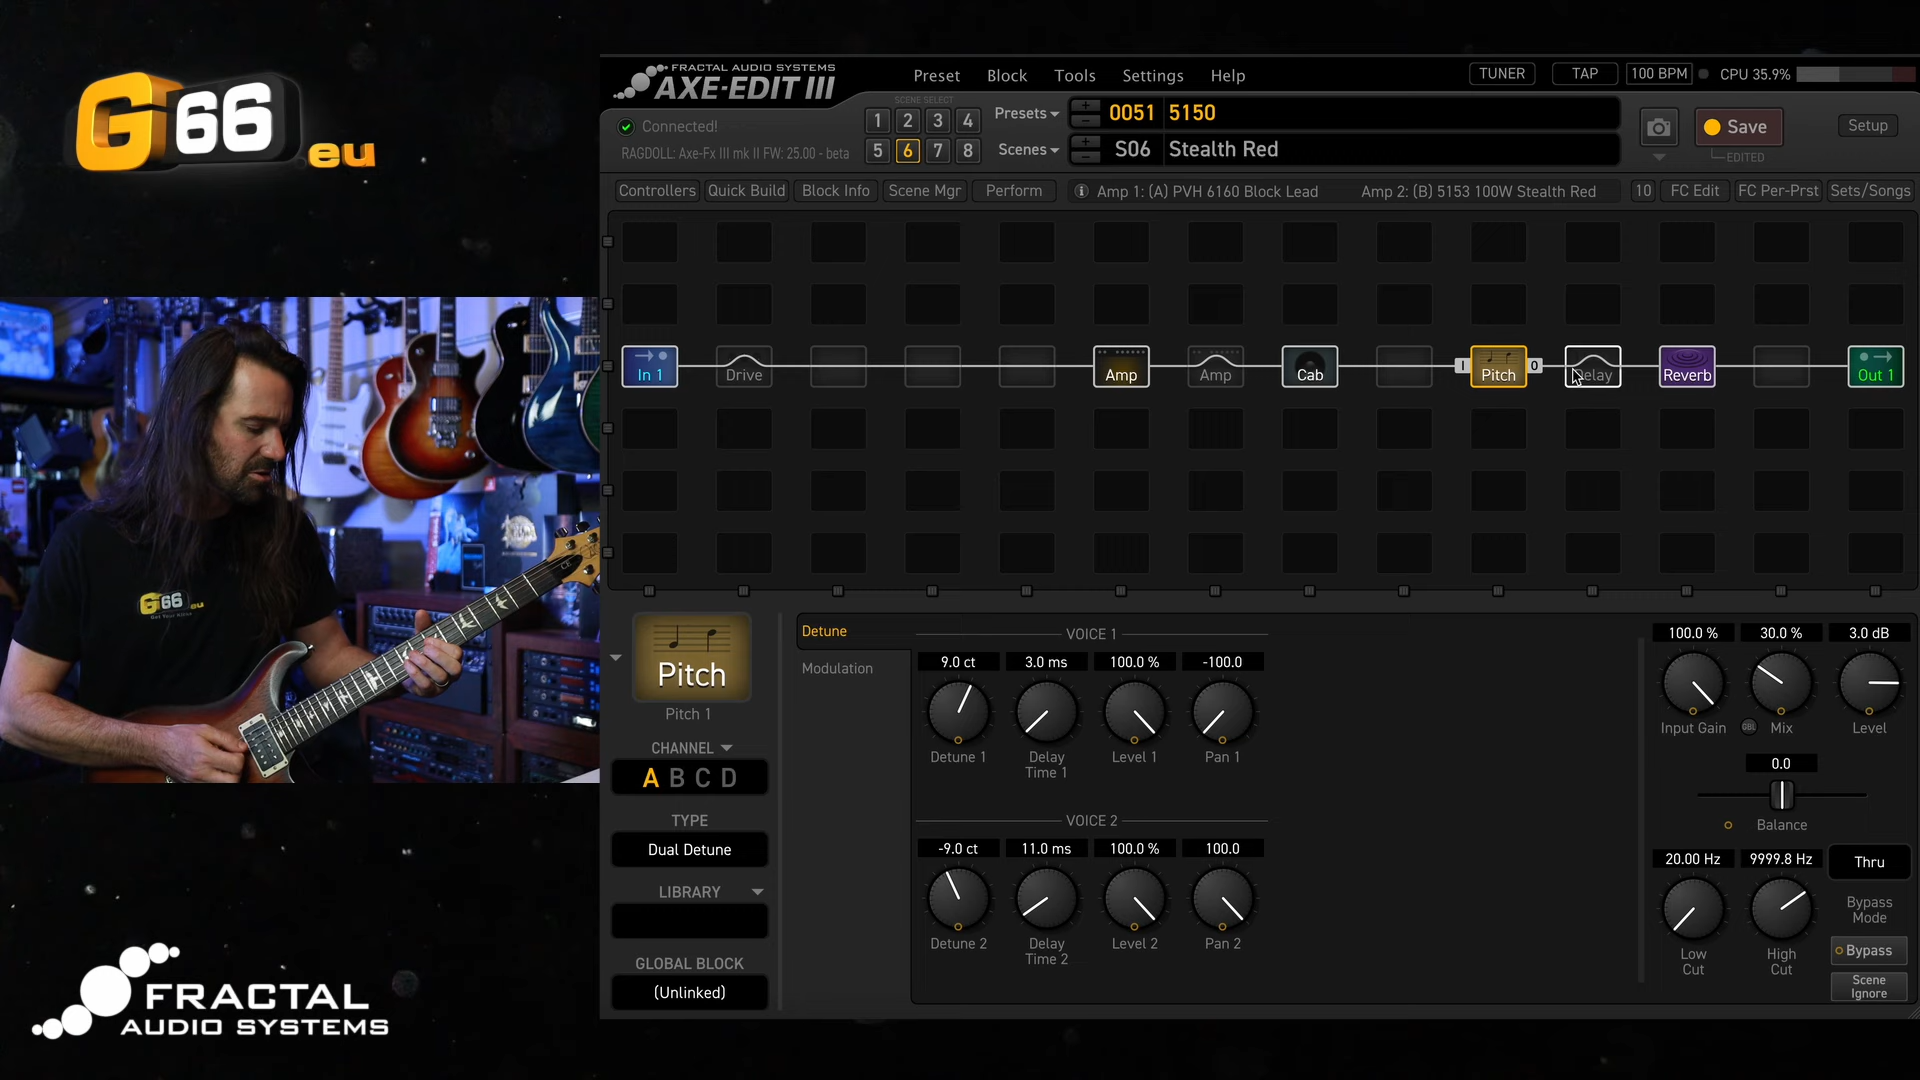 G66.eu
FRACTAL AUDIO SYSTEMS
AXE-EDIT III
Preset Block Tools Settings Help
TUNER TAP 100 BPM CPU 35.9%
SCENE SELECT
1 2 3 4
5 6 7 8
Connected!
RAGDOLL: Axe-Fx III mk II FW: 25.00 - beta
Presets 0051 5150
Scenes S06 Stealth Red
Save
EDITED
Setup
Controllers Quick Build Block Info Scene Mgr Perform
Amp 1: (A) PVH 6160 Block Lead Amp 2: (B) 5153 100W Stealth Red
10 FC Edit FC Per-Prst Sets/Songs
In 1 Drive Amp Amp Cab I Pitch O Delay Reverb Out 1
G66.eu
Pitch
Pitch 1
CHANNEL
A B C D
TYPE
Dual Detune
LIBRARY
GLOBAL BLOCK
(Unlinked)
Detune
Modulation
VOICE 1
9.0 ct 3.0 ms 100.0 % -100.0
Detune 1 Delay Time 1 Level 1 Pan 1
VOICE 2
-9.0 ct 11.0 ms 100.0 % 100.0
Detune 2 Delay Time 2 Level 2 Pan 2
100.0 % 30.0 % 3.0 dB
Input Gain GBL Mix Level
0.0
Balance
20.00 Hz 9999.8 Hz Thru
Low Cut High Cut Bypass Mode
Bypass
Scene Ignore
FRACTAL
AUDIO SYSTEMS